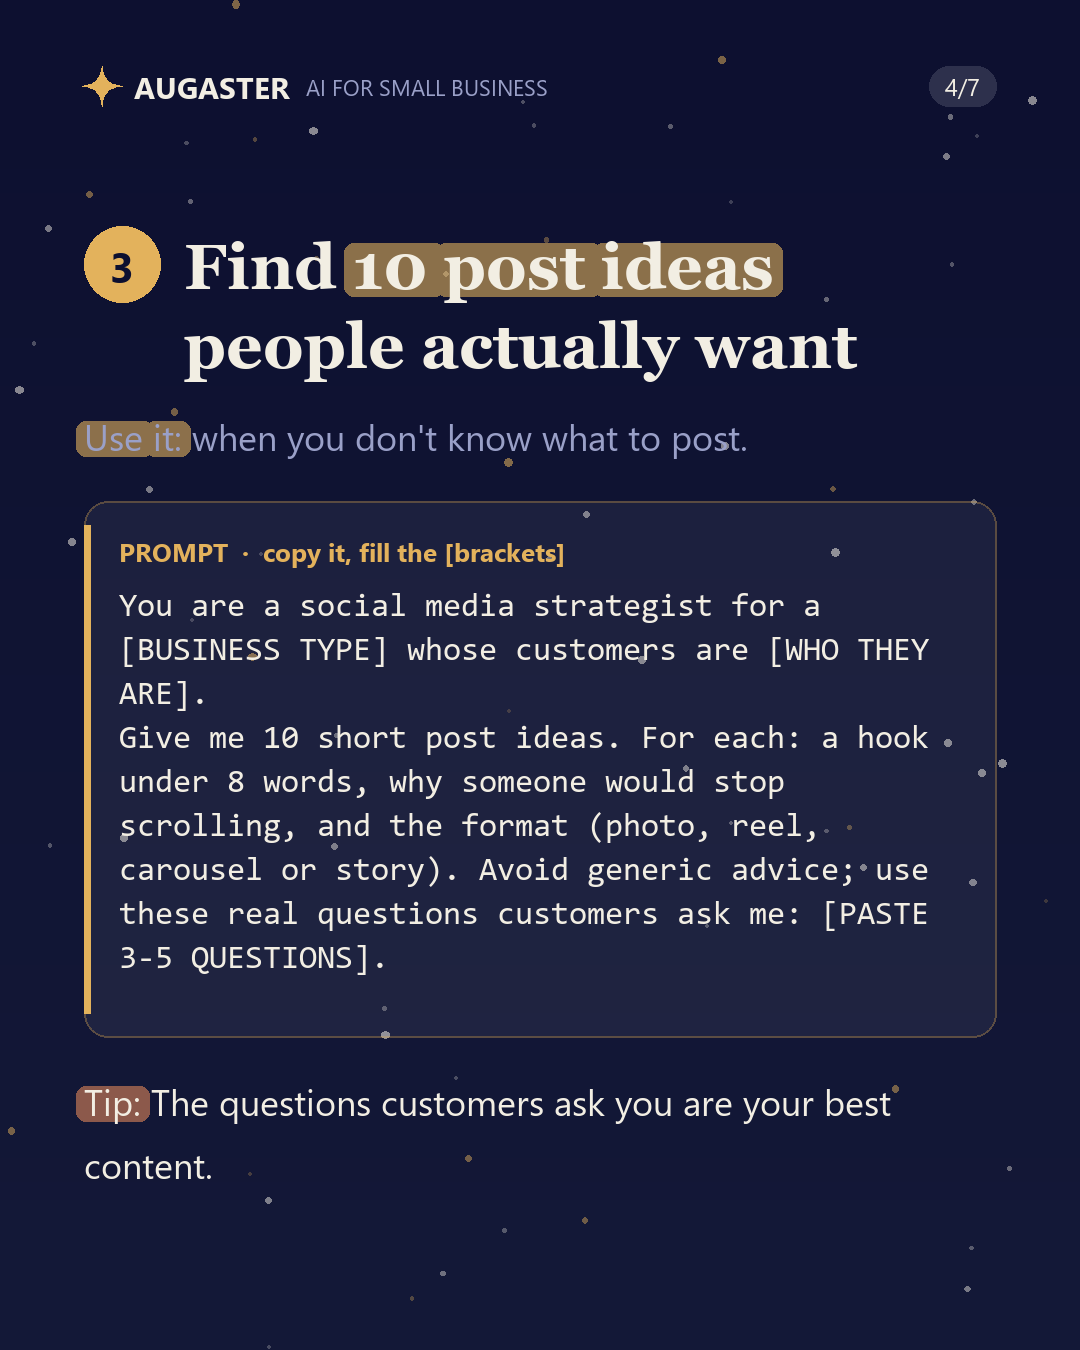 AUGASTER AI FOR SMALL BUSINESS 4/7
3 Find 10 post ideas
people actually want
Use it: when you don't know what to post.
PROMPT · copy it, fill the [brackets]
You are a social media strategist for a
[BUSINESS TYPE] whose customers are [WHO THEY
ARE].
Give me 10 short post ideas. For each: a hook
under 8 words, why someone would stop
scrolling, and the format (photo, reel,
carousel or story). Avoid generic advice; use
these real questions customers ask me: [PASTE
3-5 QUESTIONS].
Tip: The questions customers ask you are your best
content.